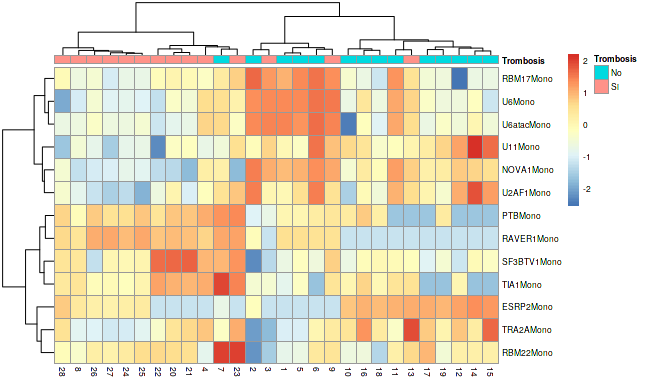 Trombosis
Trombosis
No
SI
2
1
0
-1
-2
RBM17Mono
U6Mono
U6atacMono
U11Mono
NOVA1Mono
U2AF1Mono
PTBMono
RAVER1Mono
SF3BTV1Mono
TIA1Mono
ESRP2Mono
TRA2AMono
RBM22Mono
28 8 26 27 24 25 22 20 21 4 7 23 2 3 1 5 6 9 10 16 18 11 13 17 19 12 14 15